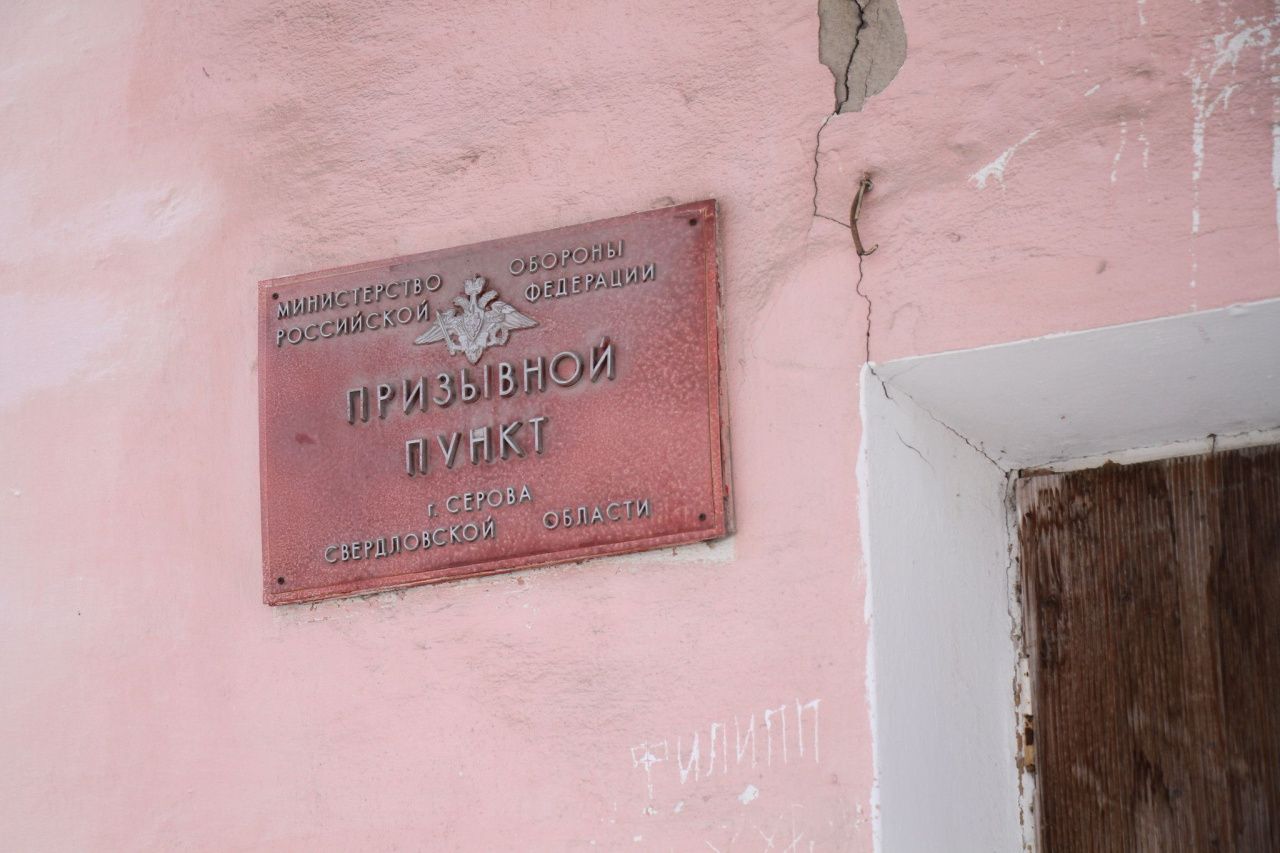 МИНИСТЕРСТВО ОБОРОНЫ
РОССИЙСКОЙ ФЕДЕРАЦИИ
ПРИЗЫВНОЙ
ПУНКТ
г. СЕРОВА
СВЕРДЛОВСКОЙ ОБЛАСТИ
ФИЛИПП